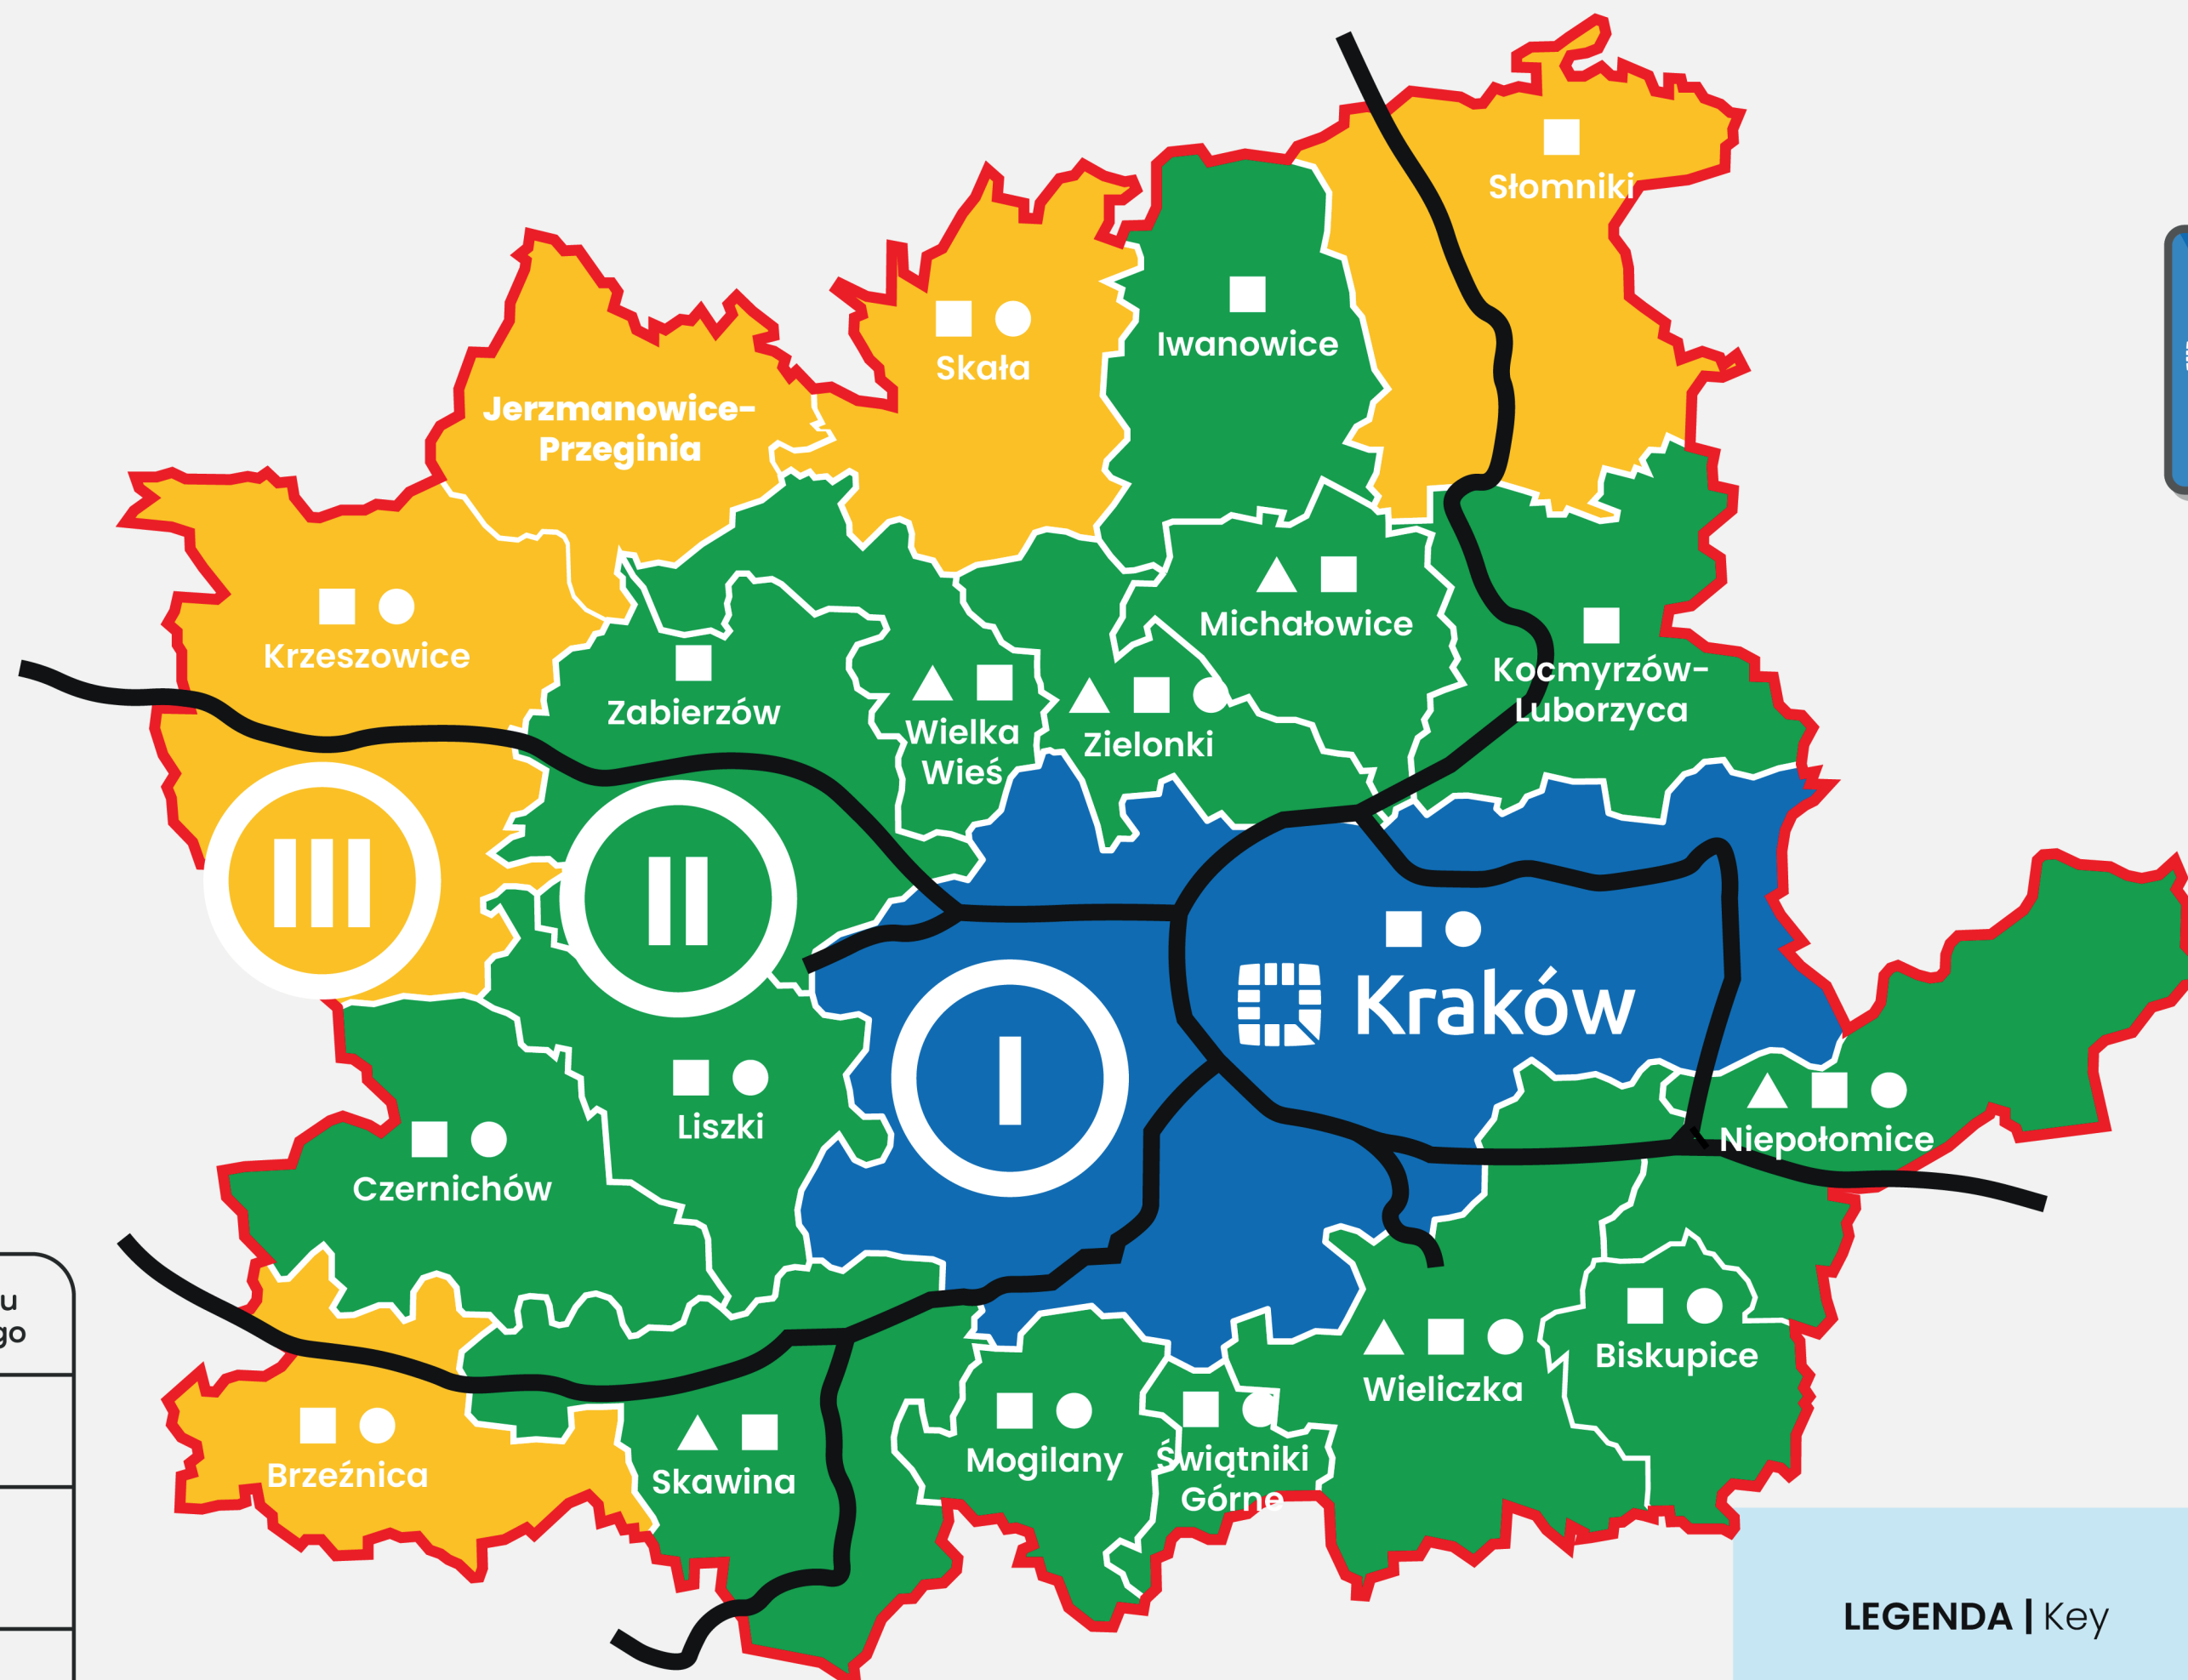 Słomniki
Iwanowice
Skała
Jerzmanowice-
Przeginia
Michałowice
Krzeszowice
Kocmyrzów-
Luborzyca
Zabierzów
Wielka
Wieś
Zielonki
III
II
I
Kraków
Liszki
Niepołomice
Czernichów
u
go
Biskupice
Wieliczka
Mogilany
Świątniki
Górne
Brzeźnica
Skawina
LEGENDA | Key